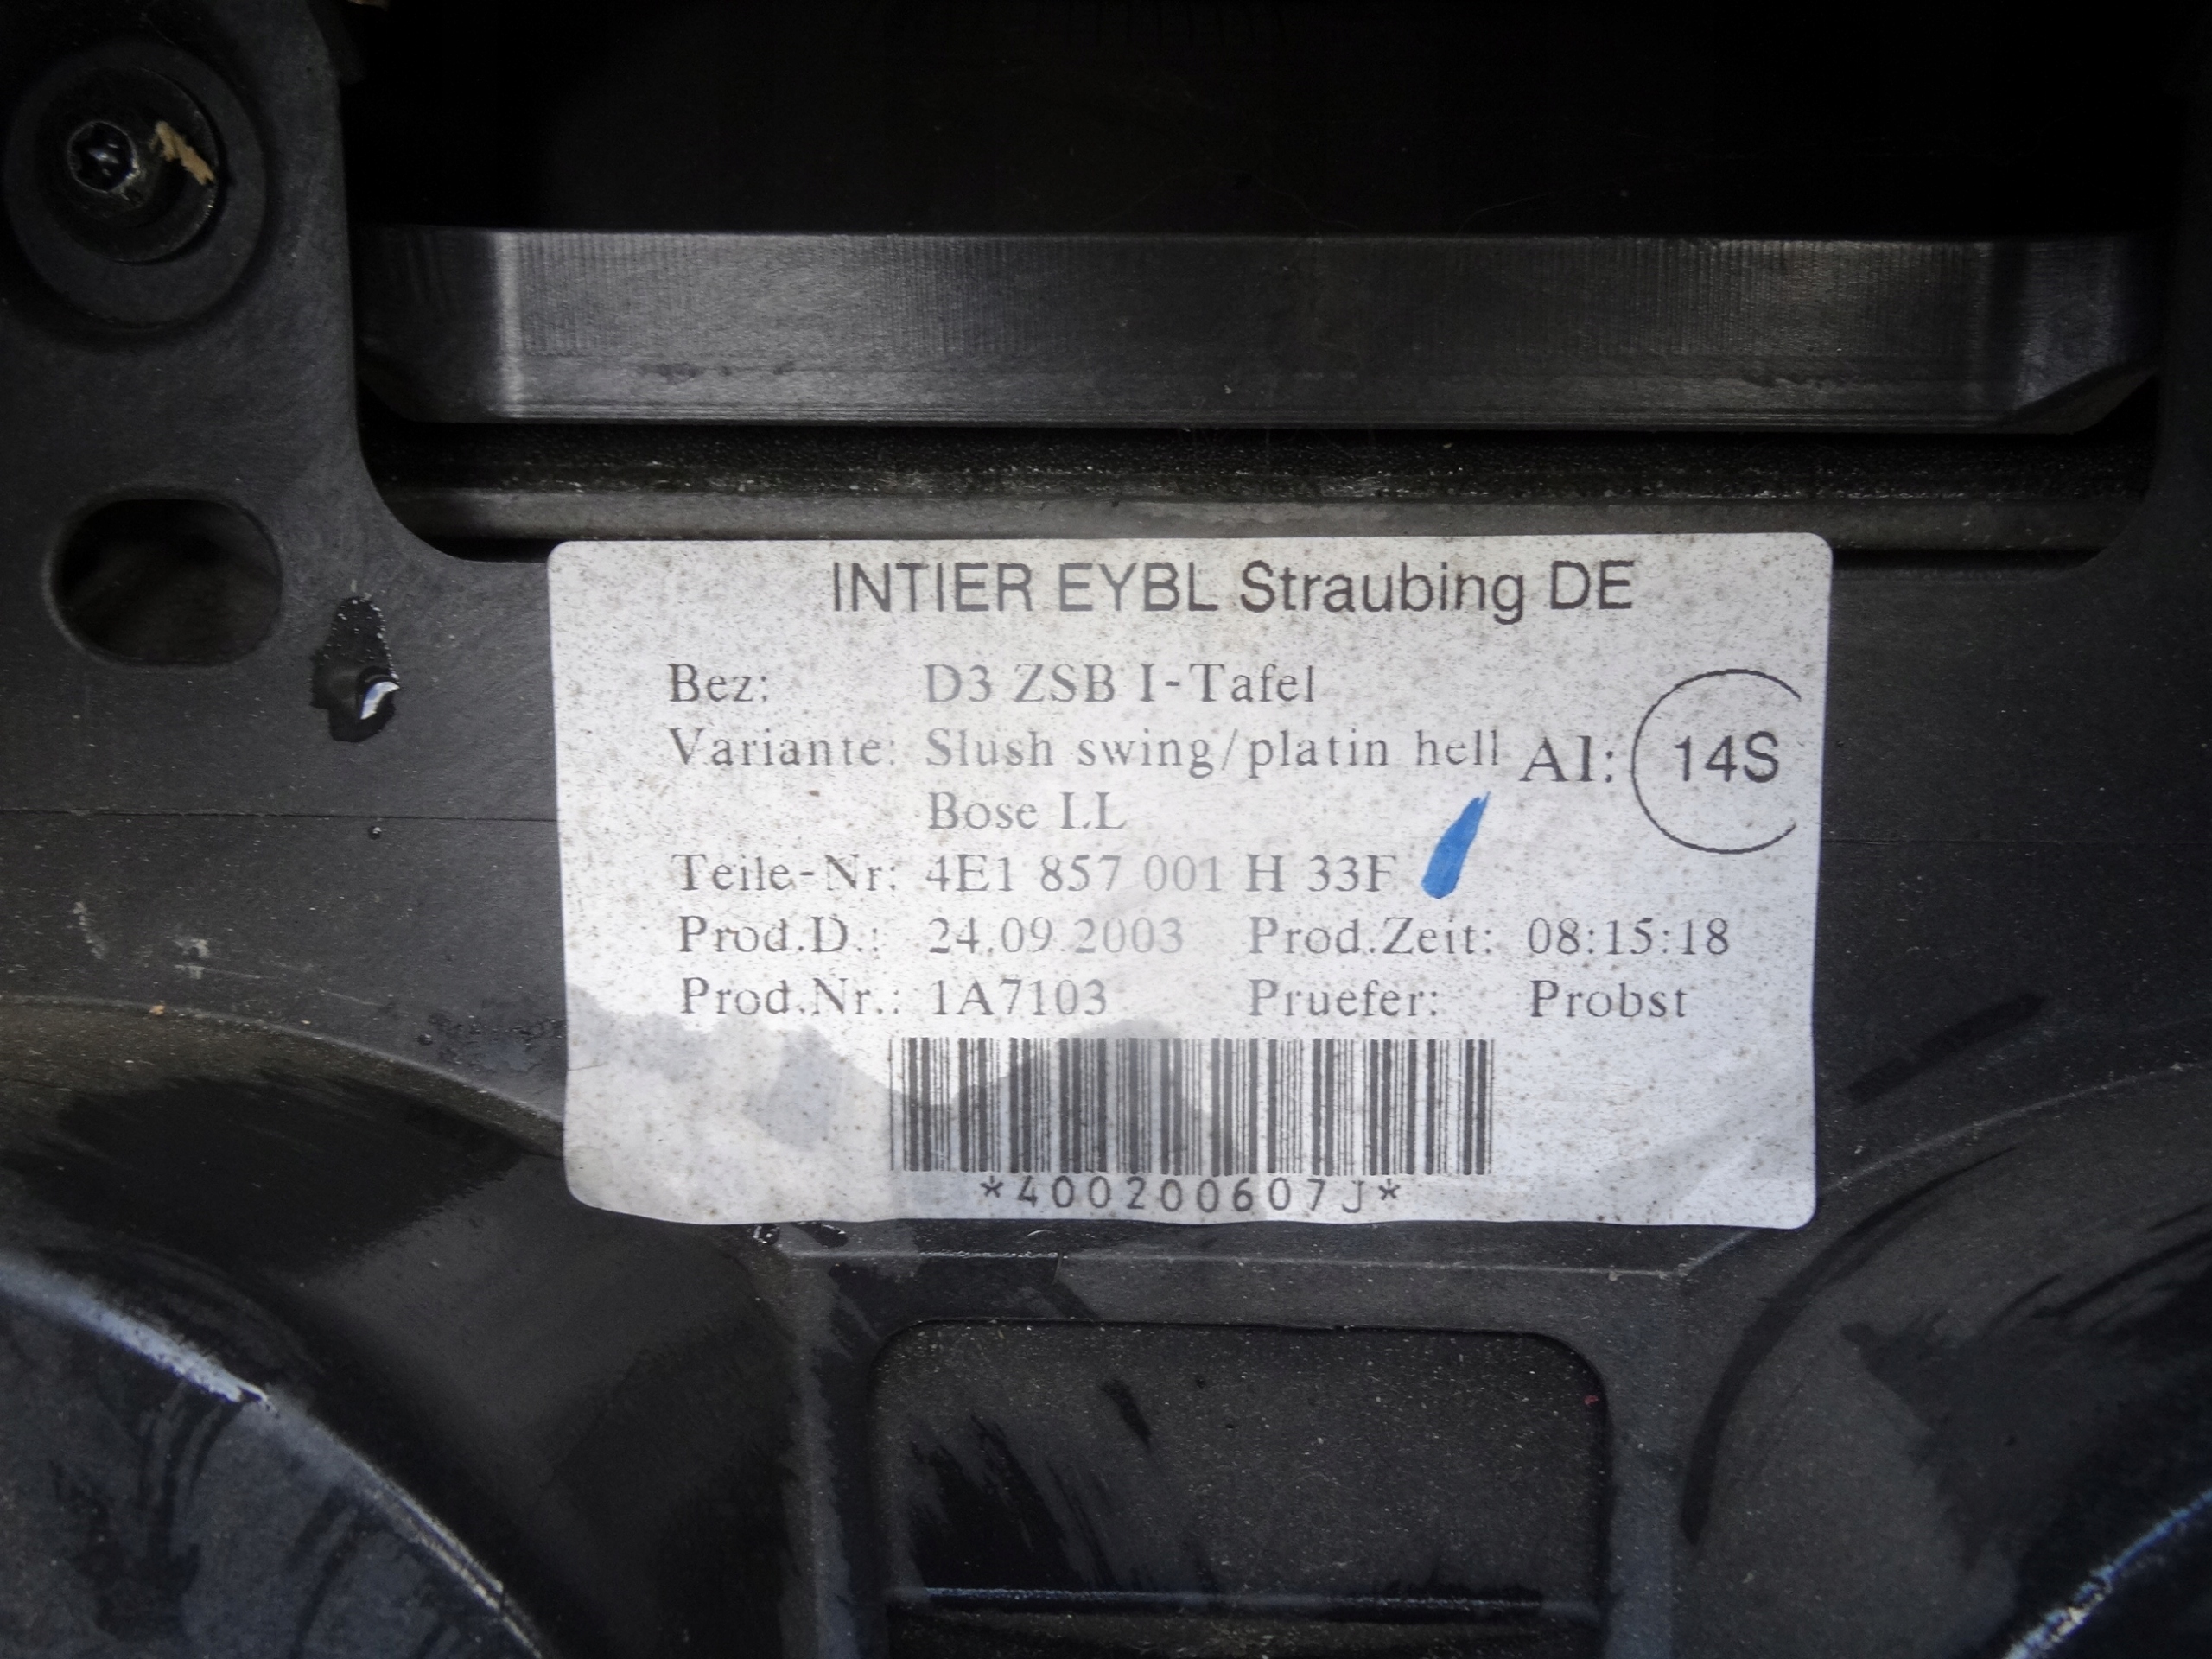 INTIER EYBL Straubing DE
Bez: D3 ZSB I-Tafel
Variante: Slush swing/platin hell AI: 14S
Bose LL
Teile-Nr: 4E1 857 001 H 33F
Prod.D.: 24.09.2003 Prod.Zeit: 08:15:18
Prod.Nr.: 1A7103 Pruefer: Probst
*400200607J*